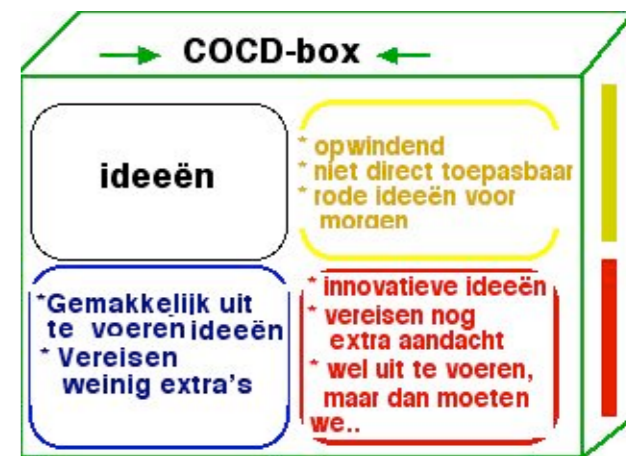 COCD-box
ideeën
* opwindend
* niet direct toepasbaar
* rode ideeën voor
morgen
*Gemakkelijk uit
te voeren ideeën
* Vereisen
weinig extra's
* innovatieve ideeën
* vereisen nog
extra aandacht
* wel uit te voeren,
maar dan moeten
we..